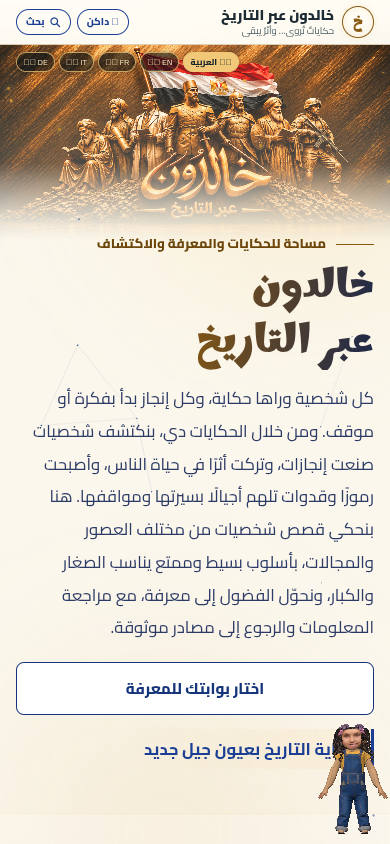 خ
خالدون عبر التاريخ
حكاياتٌ تُروى... وأثرٌ يبقى
داكن
بحث
العربية
EN
FR
IT
DE
خالدون
عبر التاريخ
مساحة للحكايات والمعرفة والاكتشاف
خالدون
عبر التاريخ
كل شخصية وراها حكاية، وكل إنجاز بدأ بفكرة أو
موقف. ومن خلال الحكايات دي، بنكتشف شخصيات
صنعت إنجازات، وتركت أثرًا في حياة الناس، وأصبحت
رموزًا وقدوات تلهم أجيالًا بسيرتها ومواقفها. هنا
بنحكي قصص شخصيات من مختلف العصور
والمجالات، بأسلوب بسيط وممتع يناسب الصغار
والكبار، ونحوّل الفضول إلى معرفة، مع مراجعة
المعلومات والرجوع إلى مصادر موثوقة.
اختار بوابتك للمعرفة
التاريخ بعيون جيل جديد